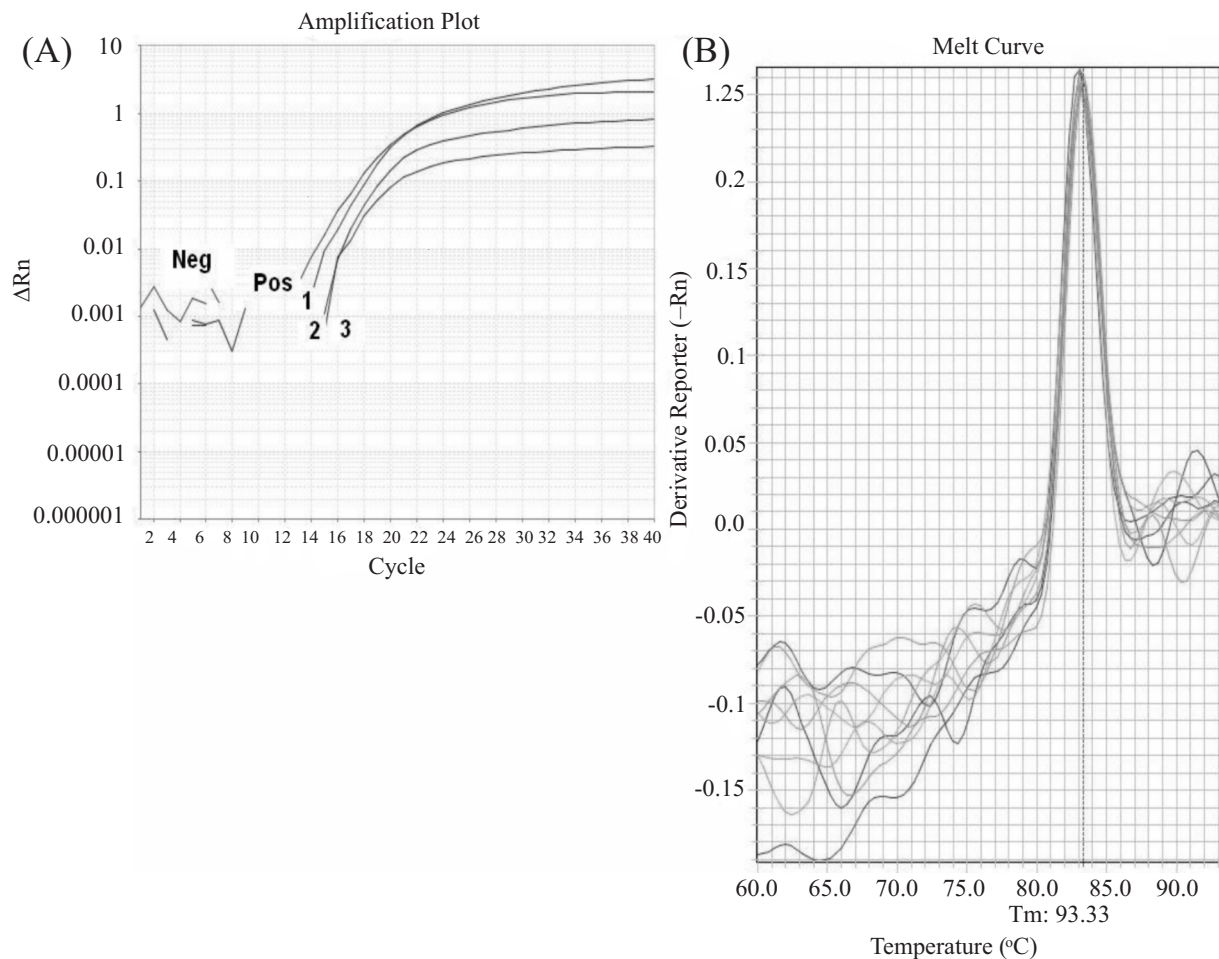 (A)
Amplification Plot
10
1
0.1
0.01
0.001
0.0001
0.00001
0.000001
ΔRn
Neg
Pos
1
2 3
2 4 6 8 10 12 14 16 18 20 22 24 26 28 30 32 34 36 38 40
Cycle
(B)
Melt Curve
1.25
0.2
0.15
0.1
0.05
0.0
-0.05
-0.1
-0.15
Derivative Reporter (−Rn)
60.0 65.0 70.0 75.0 80.0 85.0 90.0
Tm: 93.33
Temperature (°C)